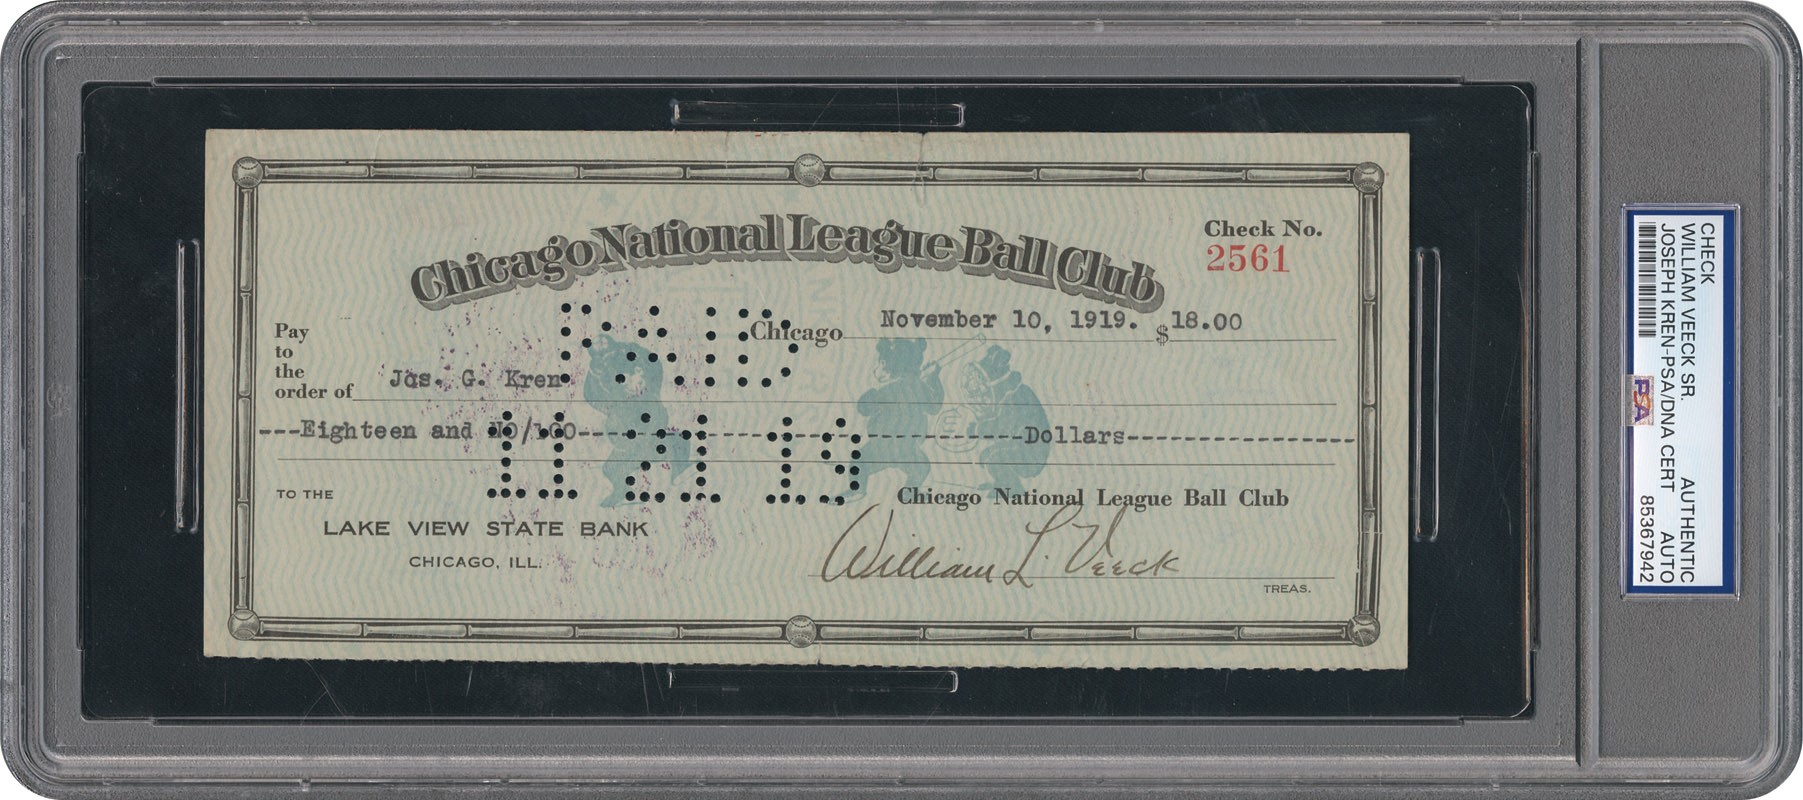 Chicago National League Ball Club
Check No.
2561
PAID
Chicago November 10, 1919. $18.00
Pay
to
the
order of Jos. G. Kren
---Eighteen and NO/100------------------------Dollars------------
11 21 19
TO THE
Chicago National League Ball Club
LAKE VIEW STATE BANK
CHICAGO, ILL.
William L. Veeck
TREAS.
CHECK
WILLIAM VEECK SR. AUTHENTIC
JOSEPH KREN-PSA/DNA CERT AUTO
85367942
PSA